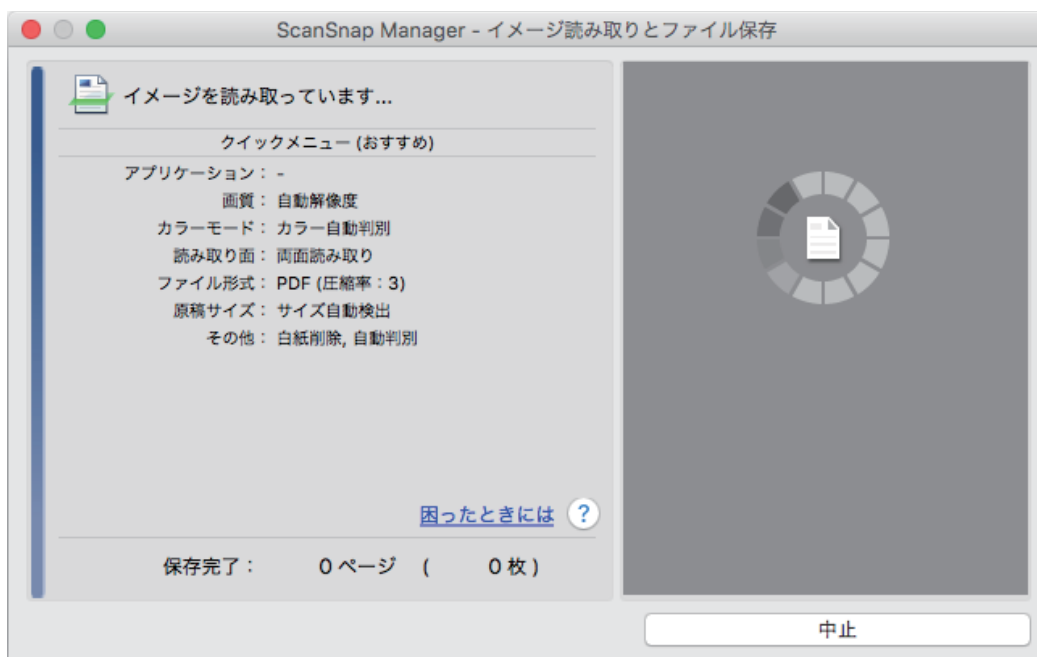 ScanSnap Manager - イメージ読み取りとファイル保存
イメージを読み取っています...
クイックメニュー (おすすめ)
アプリケーション： -
画質： 自動解像度
カラーモード： カラー自動判別
読み取り面： 両面読み取り
ファイル形式： PDF (圧縮率：3)
原稿サイズ： サイズ自動検出
その他： 白紙削除, 自動判別
困ったときには ?
保存完了： 0 ページ ( 0 枚 )
中止